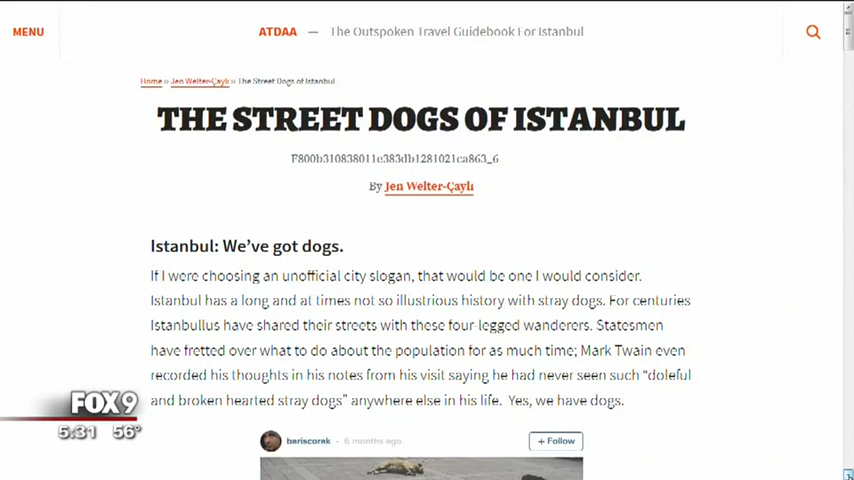 MENU
ATDAA — The Outspoken Travel Guidebook For Istanbul
Home » Jen Welter-Çaylı » The Street Dogs of Istanbul
THE STREET DOGS OF ISTANBUL
F800b310838011e383db1281021ca863_6
By Jen Welter-Çaylı
Istanbul: We've got dogs.
If I were choosing an unofficial city slogan, that would be one I would consider.
Istanbul has a long and at times not so illustrious history with stray dogs. For centuries
Istanbullus have shared their streets with these four-legged wanderers. Statesmen
have fretted over what to do about the population for as much time; Mark Twain even
recorded his thoughts in his notes from his visit saying he had never seen such "doleful
and broken hearted stray dogs" anywhere else in his life. Yes, we have dogs.
FOX 9
5:31 56°
bariscorak - 6 months ago
+ Follow